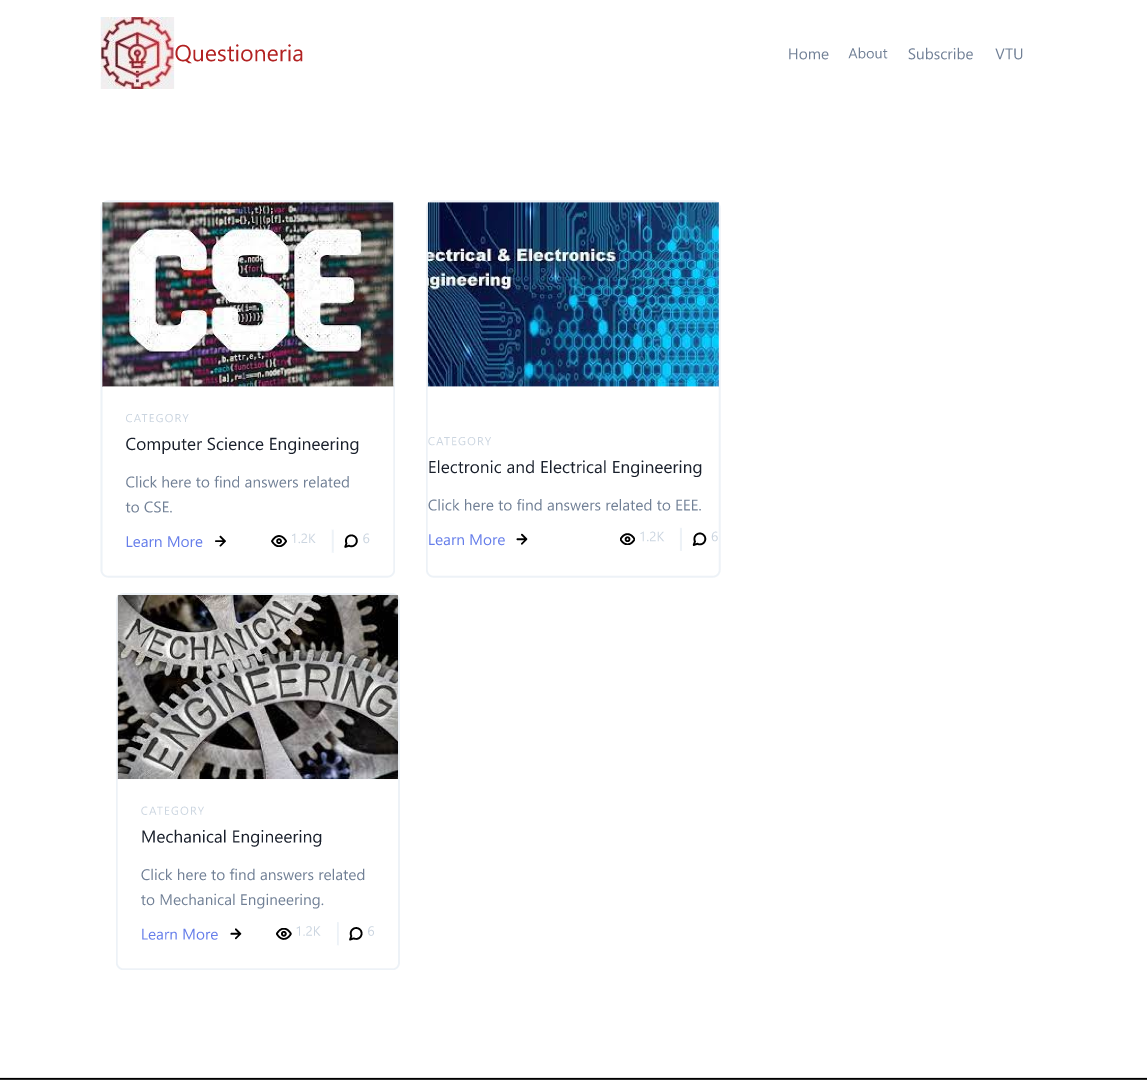 Questioneria
Home About Subscribe VTU
CSE
CATEGORY
Computer Science Engineering
Click here to find answers related
to CSE.
Learn More 1.2K 6
ectrical & Electronics
gineering
CATEGORY
Electronic and Electrical Engineering
Click here to find answers related to EEE.
Learn More 1.2K 6
MECHANICAL
ENGINEERING
CATEGORY
Mechanical Engineering
Click here to find answers related
to Mechanical Engineering.
Learn More 1.2K 6